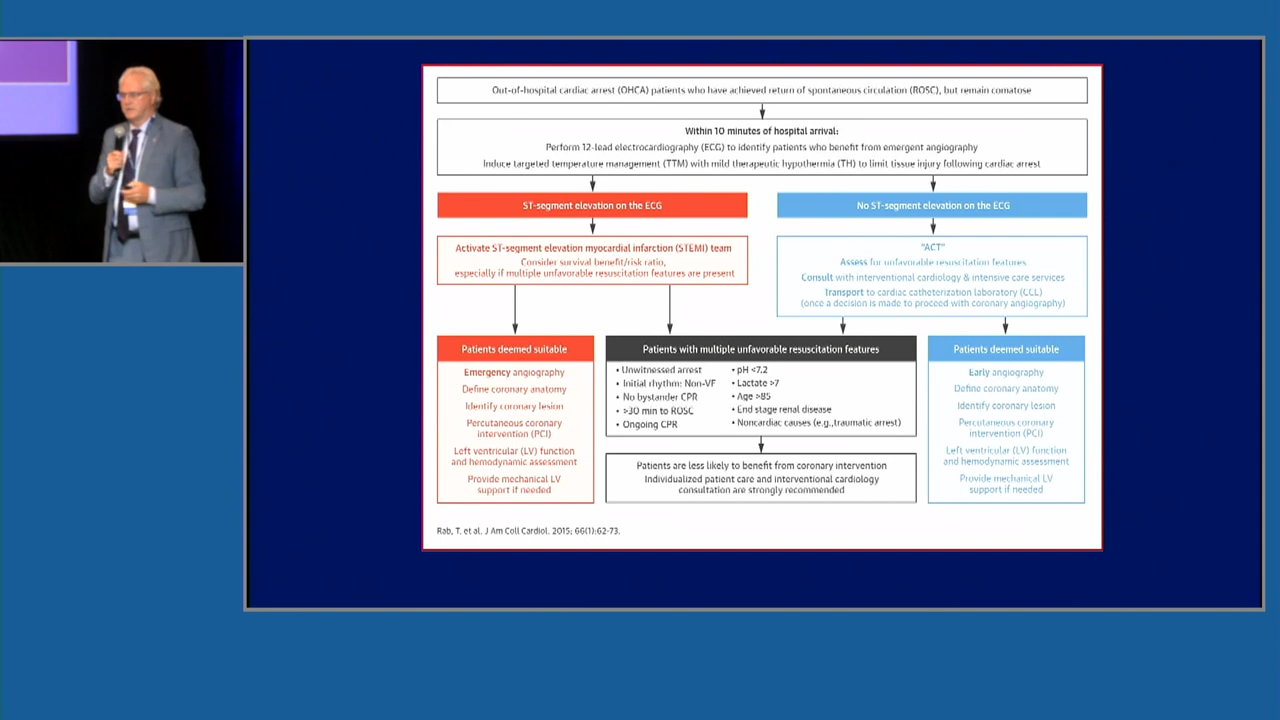 Out-of-hospital cardiac arrest (OHCA) patients who have achieved return of spontaneous circulation (ROSC), but remain comatose
Within 10 minutes of hospital arrival:
Perform 12-lead electrocardiography (ECG) to identify patients who benefit from emergent angiography
Induce targeted temperature management (TTM) with mild therapeutic hypothermia (TH) to limit tissue injury following cardiac arrest
ST-segment elevation on the ECG
No ST-segment elevation on the ECG
Activate ST-segment elevation myocardial infarction (STEMI) team
Consider survival benefit/risk ratio,
especially if multiple unfavorable resuscitation features are present
"ACT"
Assess for unfavorable resuscitation features
Consult with interventional cardiology & intensive care services
Transport to cardiac catheterization laboratory (CCL)
(once a decision is made to proceed with coronary angiography)
Patients deemed suitable
Emergency angiography
Define coronary anatomy
Identify coronary lesion
Percutaneous coronary
intervention (PCI)
Left ventricular (LV) function
and hemodynamic assessment
Provide mechanical LV
support if needed
Patients with multiple unfavorable resuscitation features
• Unwitnessed arrest
• Initial rhythm: Non-VF
• No bystander CPR
• >30 min to ROSC
• Ongoing CPR
• pH <7.2
• Lactate >7
• Age >85
• End stage renal disease
• Noncardiac causes (e.g., traumatic arrest)
Patients are less likely to benefit from coronary intervention
Individualized patient care and interventional cardiology
consultation are strongly recommended
Patients deemed suitable
Early angiography
Define coronary anatomy
Identify coronary lesion
Percutaneous coronary
intervention (PCI)
Left ventricular (LV) function
and hemodynamic assessment
Provide mechanical LV
support if needed
Rab, T. et al. J Am Coll Cardiol. 2015; 66(1):62-73.